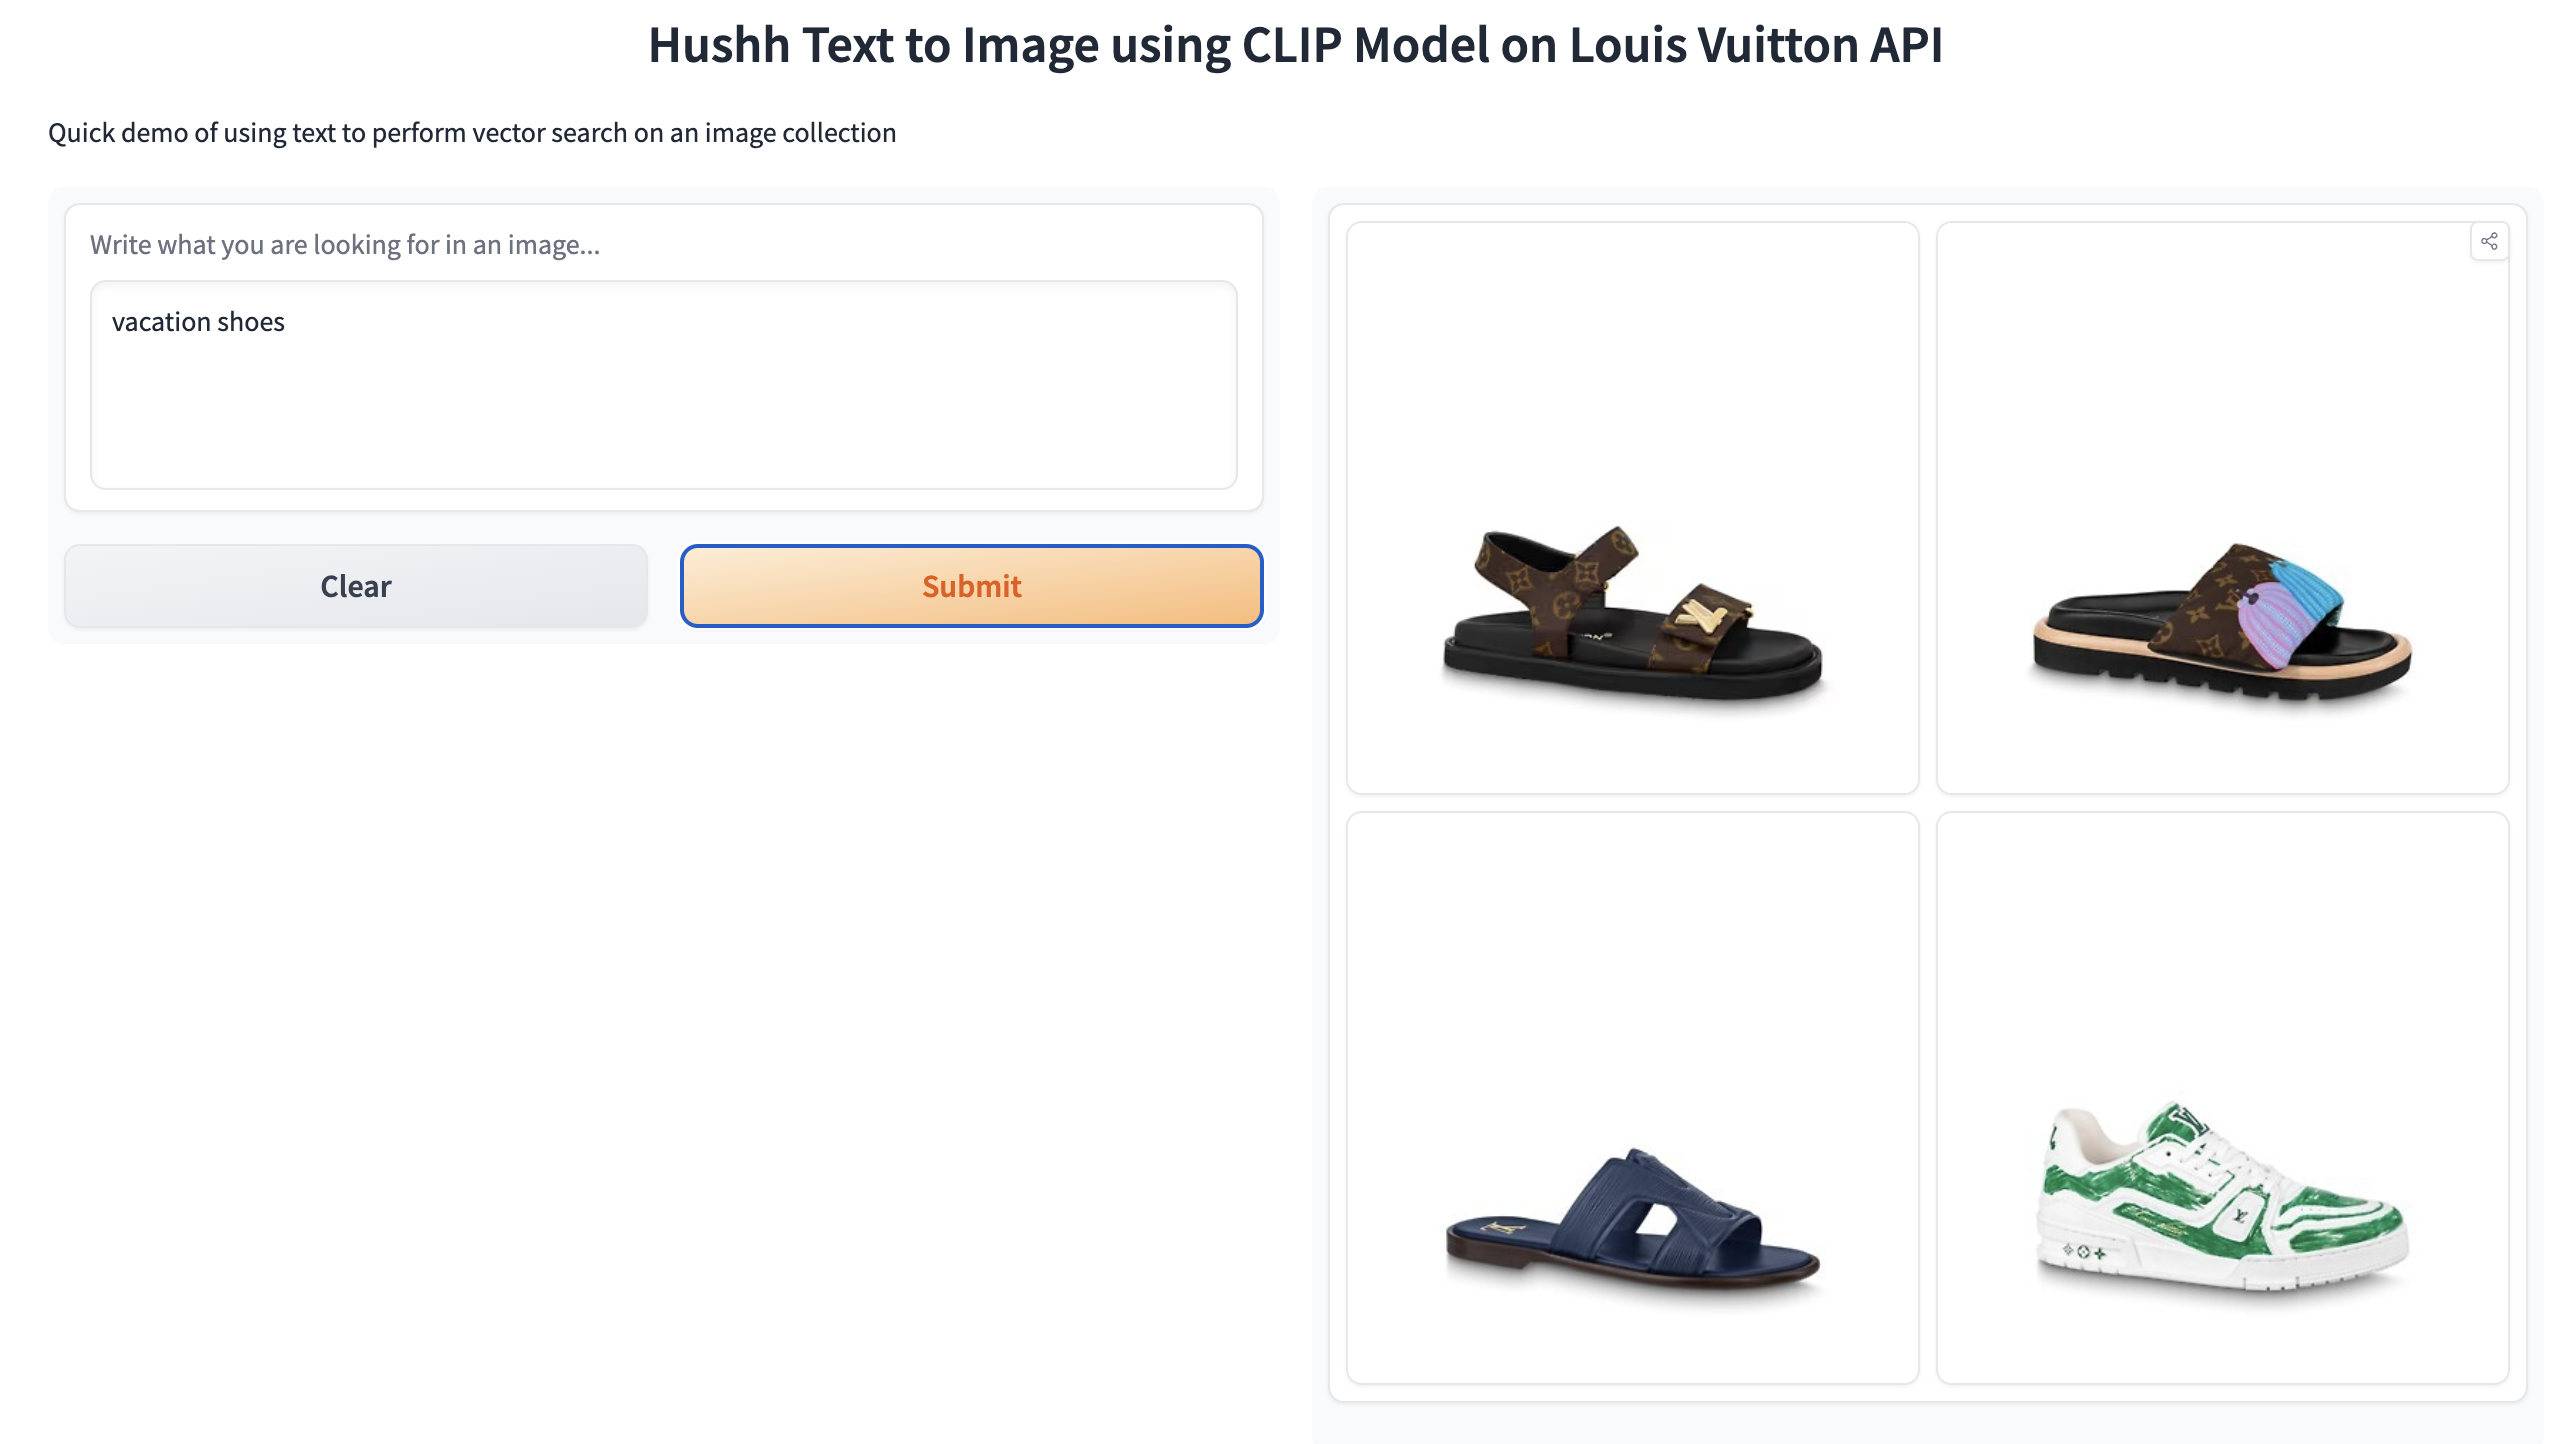 Hushh Text to Image using CLIP Model on Louis Vuitton API
Quick demo of using text to perform vector search on an image collection
Write what you are looking for in an image...
vacation shoes
Clear
Submit